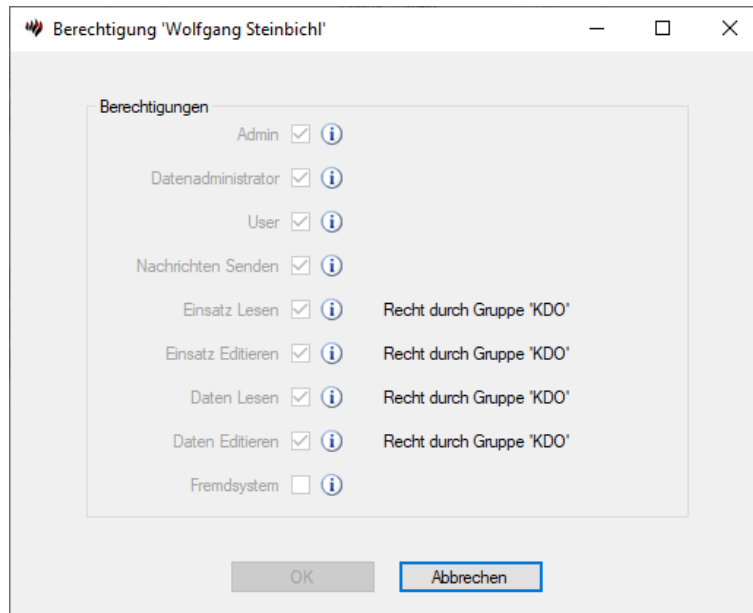 Berechtigung 'Wolfgang Steinbichl'
Berechtigungen
Admin
Datenadministrator
User
Nachrichten Senden
Einsatz Lesen Recht durch Gruppe "KDO"
Einsatz Editieren Recht durch Gruppe "KDO"
Daten Lesen Recht durch Gruppe "KDO"
Daten Editieren Recht durch Gruppe "KDO"
Fremdsystem
OK Abbrechen